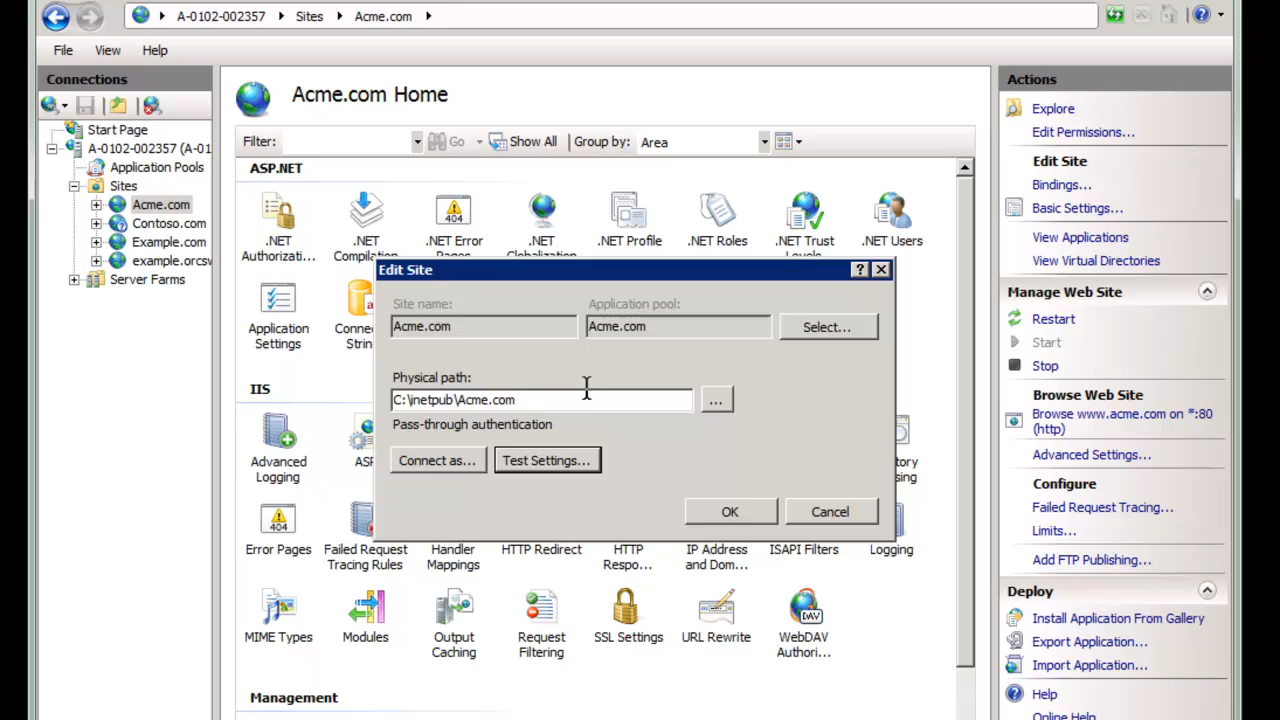 A-0102-002357 Sites Acme.com
File View Help
Connections
Start Page
A-0102-002357 (A-01
Application Pools
Sites
Acme.com
Contoso.com
Example.com
example.orcsw
Server Farms
Acme.com Home
Filter: Go Show All Group by: Area
ASP.NET
.NET Authorizati...
.NET Compilation
.NET Error Pages
.NET Globalization
.NET Profile
.NET Roles
.NET Trust Levels
.NET Users
Application Settings
Connec
Strin
Edit Site
Site name:
Application pool:
Acme.com
Acme.com
Select...
Physical path:
C:\inetpub\Acme.com
...
Pass-through authentication
Connect as...
Test Settings...
OK
Cancel
IIS
Advanced Logging
ASP
tory
sing
404
Error Pages
Failed Request Tracing Rules
Handler Mappings
HTTP Redirect
HTTP Respo...
IP Address and Dom...
ISAPI Filters
Logging
MIME Types
Modules
Output Caching
Request Filtering
SSL Settings
URL Rewrite
DAV
WebDAV Authori...
Management
Actions
Explore
Edit Permissions...
Edit Site
Bindings...
Basic Settings...
View Applications
View Virtual Directories
Manage Web Site
Restart
Start
Stop
Browse Web Site
Browse www.acme.com on *:80 (http)
Advanced Settings...
Configure
Failed Request Tracing...
Limits...
Add FTP Publishing...
Deploy
Install Application From Gallery
Export Application...
Import Application...
Help
Online Help